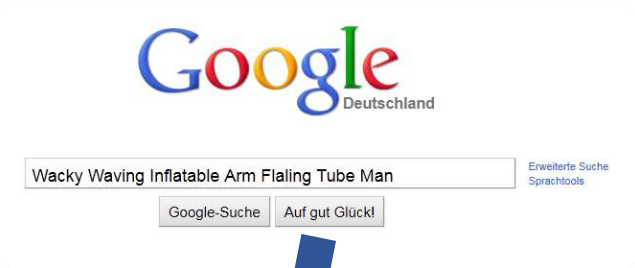 Google
Deutschland
Wacky Waving Inflatable Arm Flaling Tube Man
Erweiterte Suche
Sprachtools
Google-Suche
Auf gut Glück!